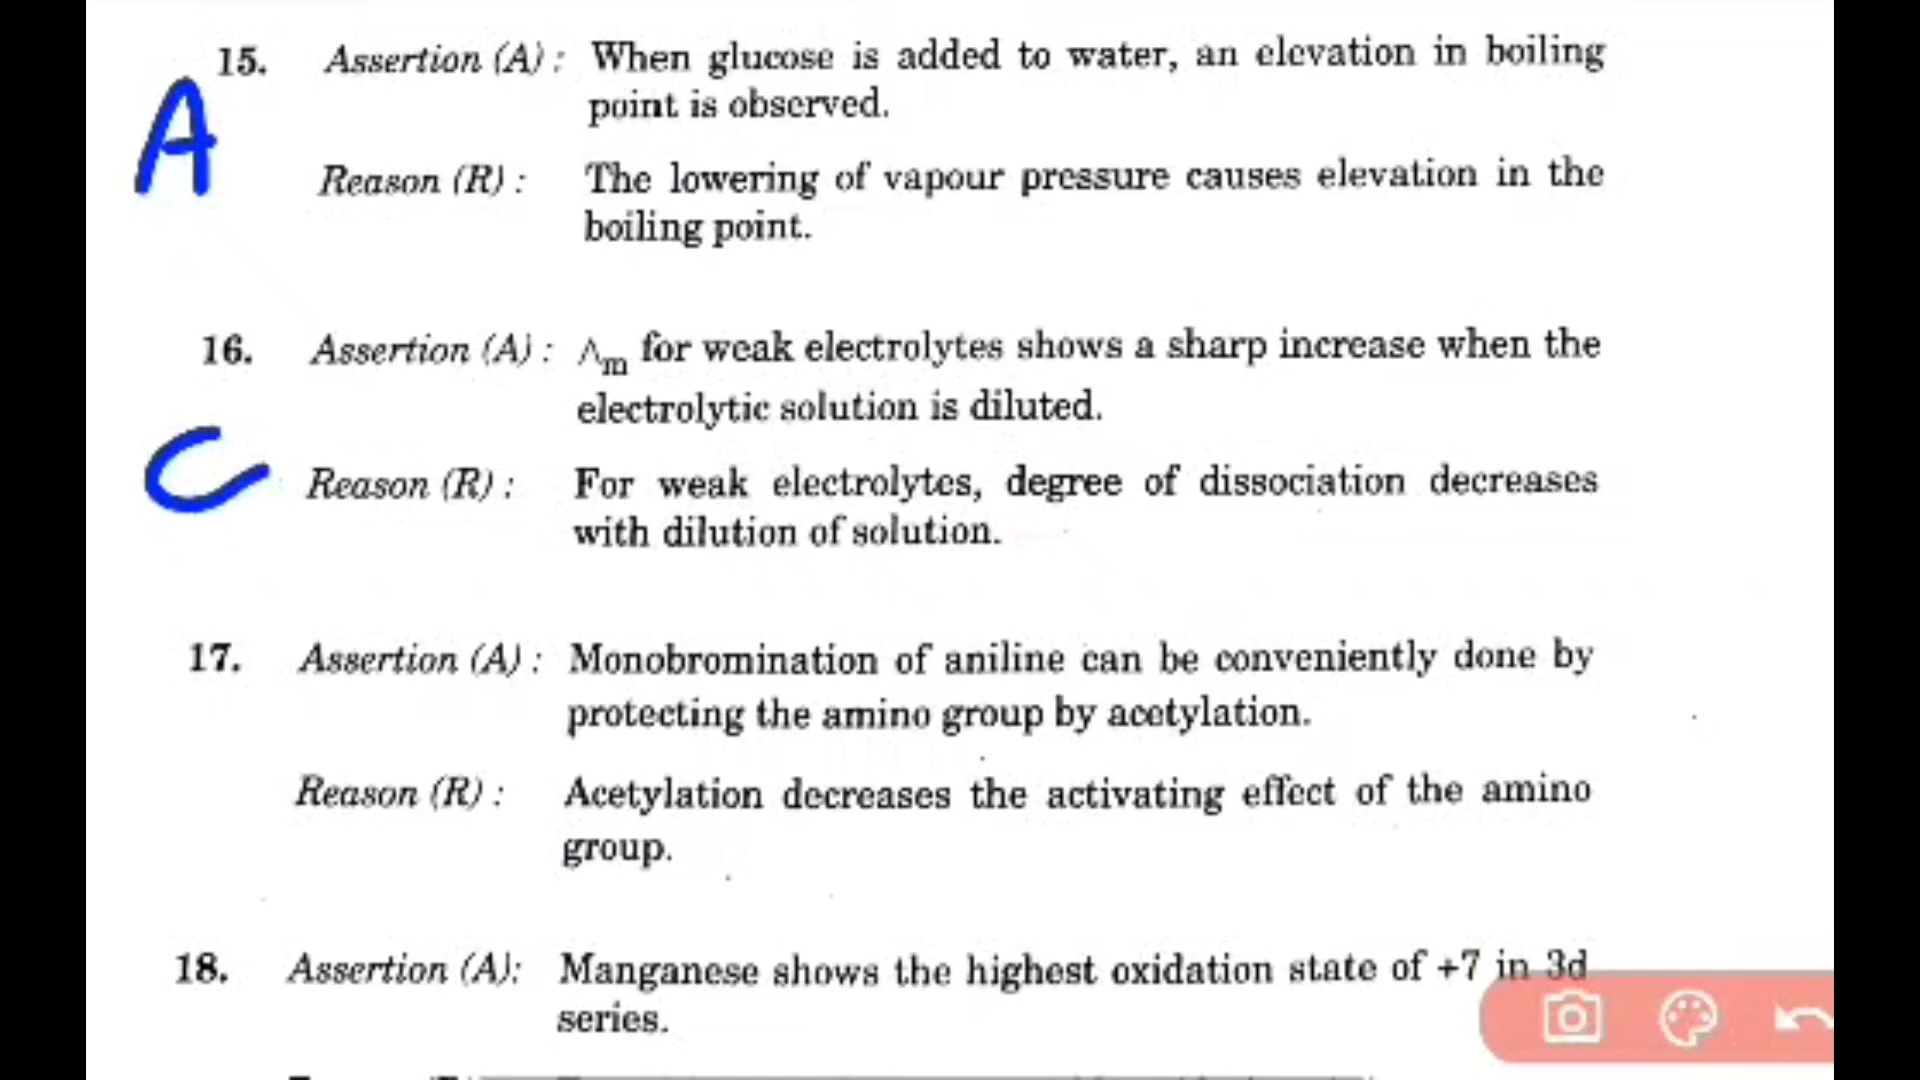 15. Assertion (A) : When glucose is added to water, an elevation in boiling
point is observed.
A
Reason (R) : The lowering of vapour pressure causes elevation in the
boiling point.
16. Assertion (A) : Λm for weak electrolytes shows a sharp increase when the
electrolytic solution is diluted.
C
Reason (R) : For weak electrolytes, degree of dissociation decreases
with dilution of solution.
17. Assertion (A) : Monobromination of aniline can be conveniently done by
protecting the amino group by acetylation.
Reason (R) : Acetylation decreases the activating effect of the amino
group.
18. Assertion (A): Manganese shows the highest oxidation state of +7 in 3d
series.